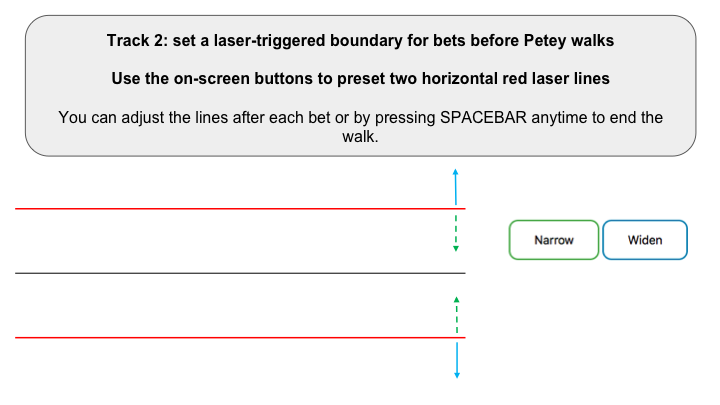 Track 2: set a laser-triggered boundary for bets before Petey walks
Use the on-screen buttons to preset two horizontal red laser lines
You can adjust the lines after each bet or by pressing SPACEBAR anytime to end the
walk.
Narrow
Widen